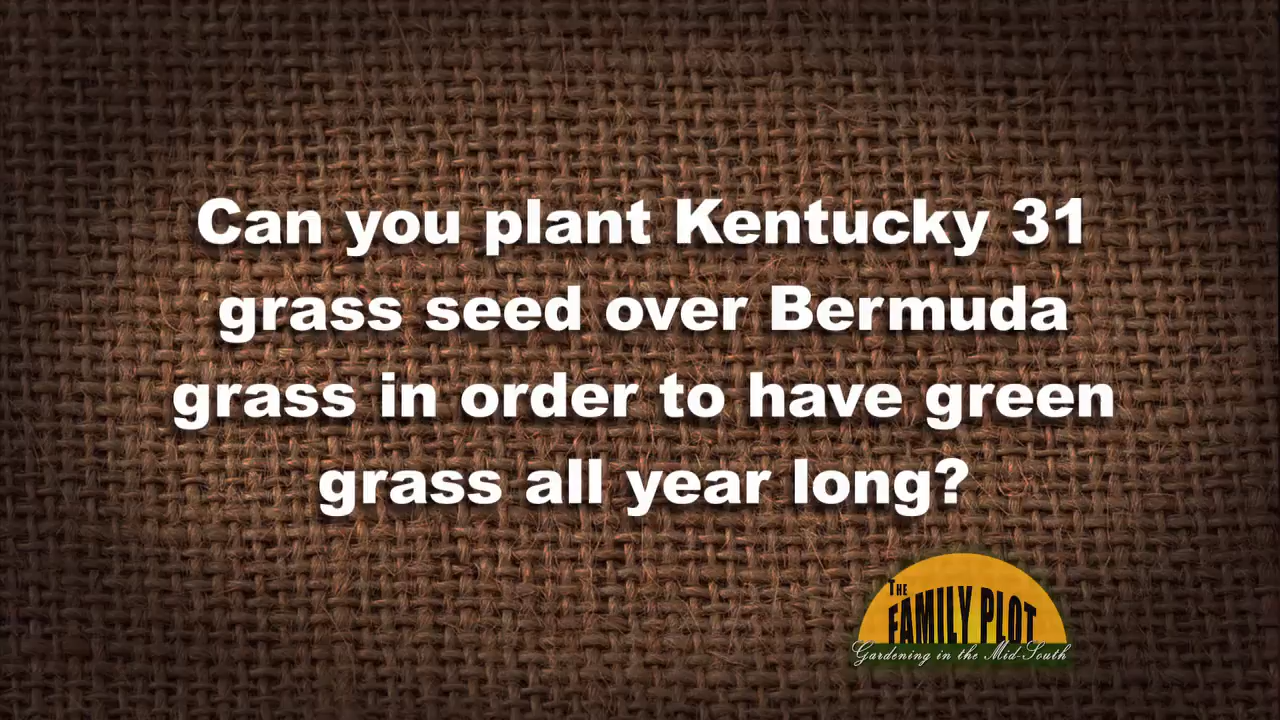 Can you plant Kentucky 31
grass seed over Bermuda
grass in order to have green
grass all year long?
THE
FAMILY PLOT
Gardening in the Mid-South